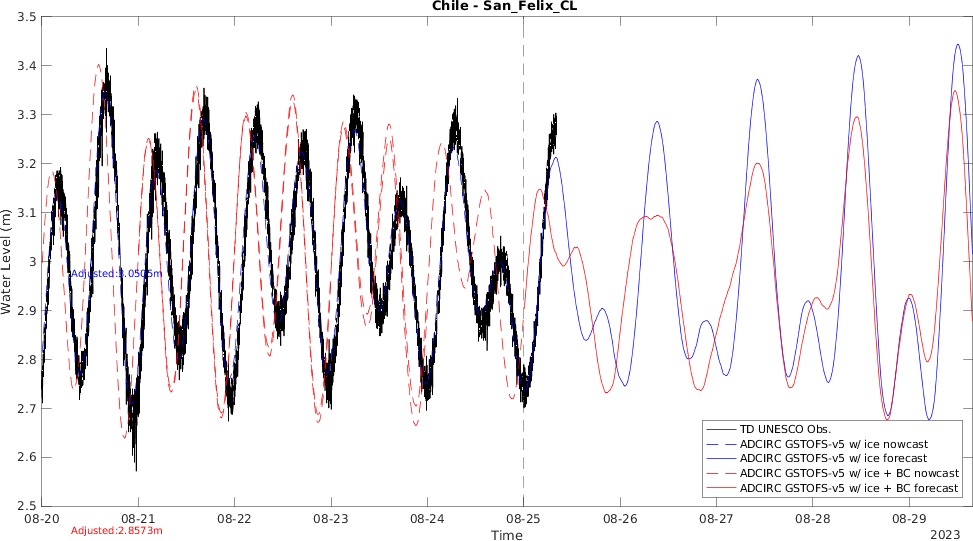 Chile - San_Felix_CL
3.5
3.4
3.3
3.2
3.1
3
2.9
2.8
2.7
2.6
2.5
Water Level (m)
Adjusted:3.0505m
TD UNESCO Obs.
ADCIRC GSTOFS-v5 w/ ice nowcast
ADCIRC GSTOFS-v5 w/ ice forecast
ADCIRC GSTOFS-v5 w/ ice + BC nowcast
ADCIRC GSTOFS-v5 w/ ice + BC forecast
08-20 08-21 08-22 08-23 08-24 08-25 08-26 08-27 08-28 08-29
Adjusted:2.8573m
Time
2023